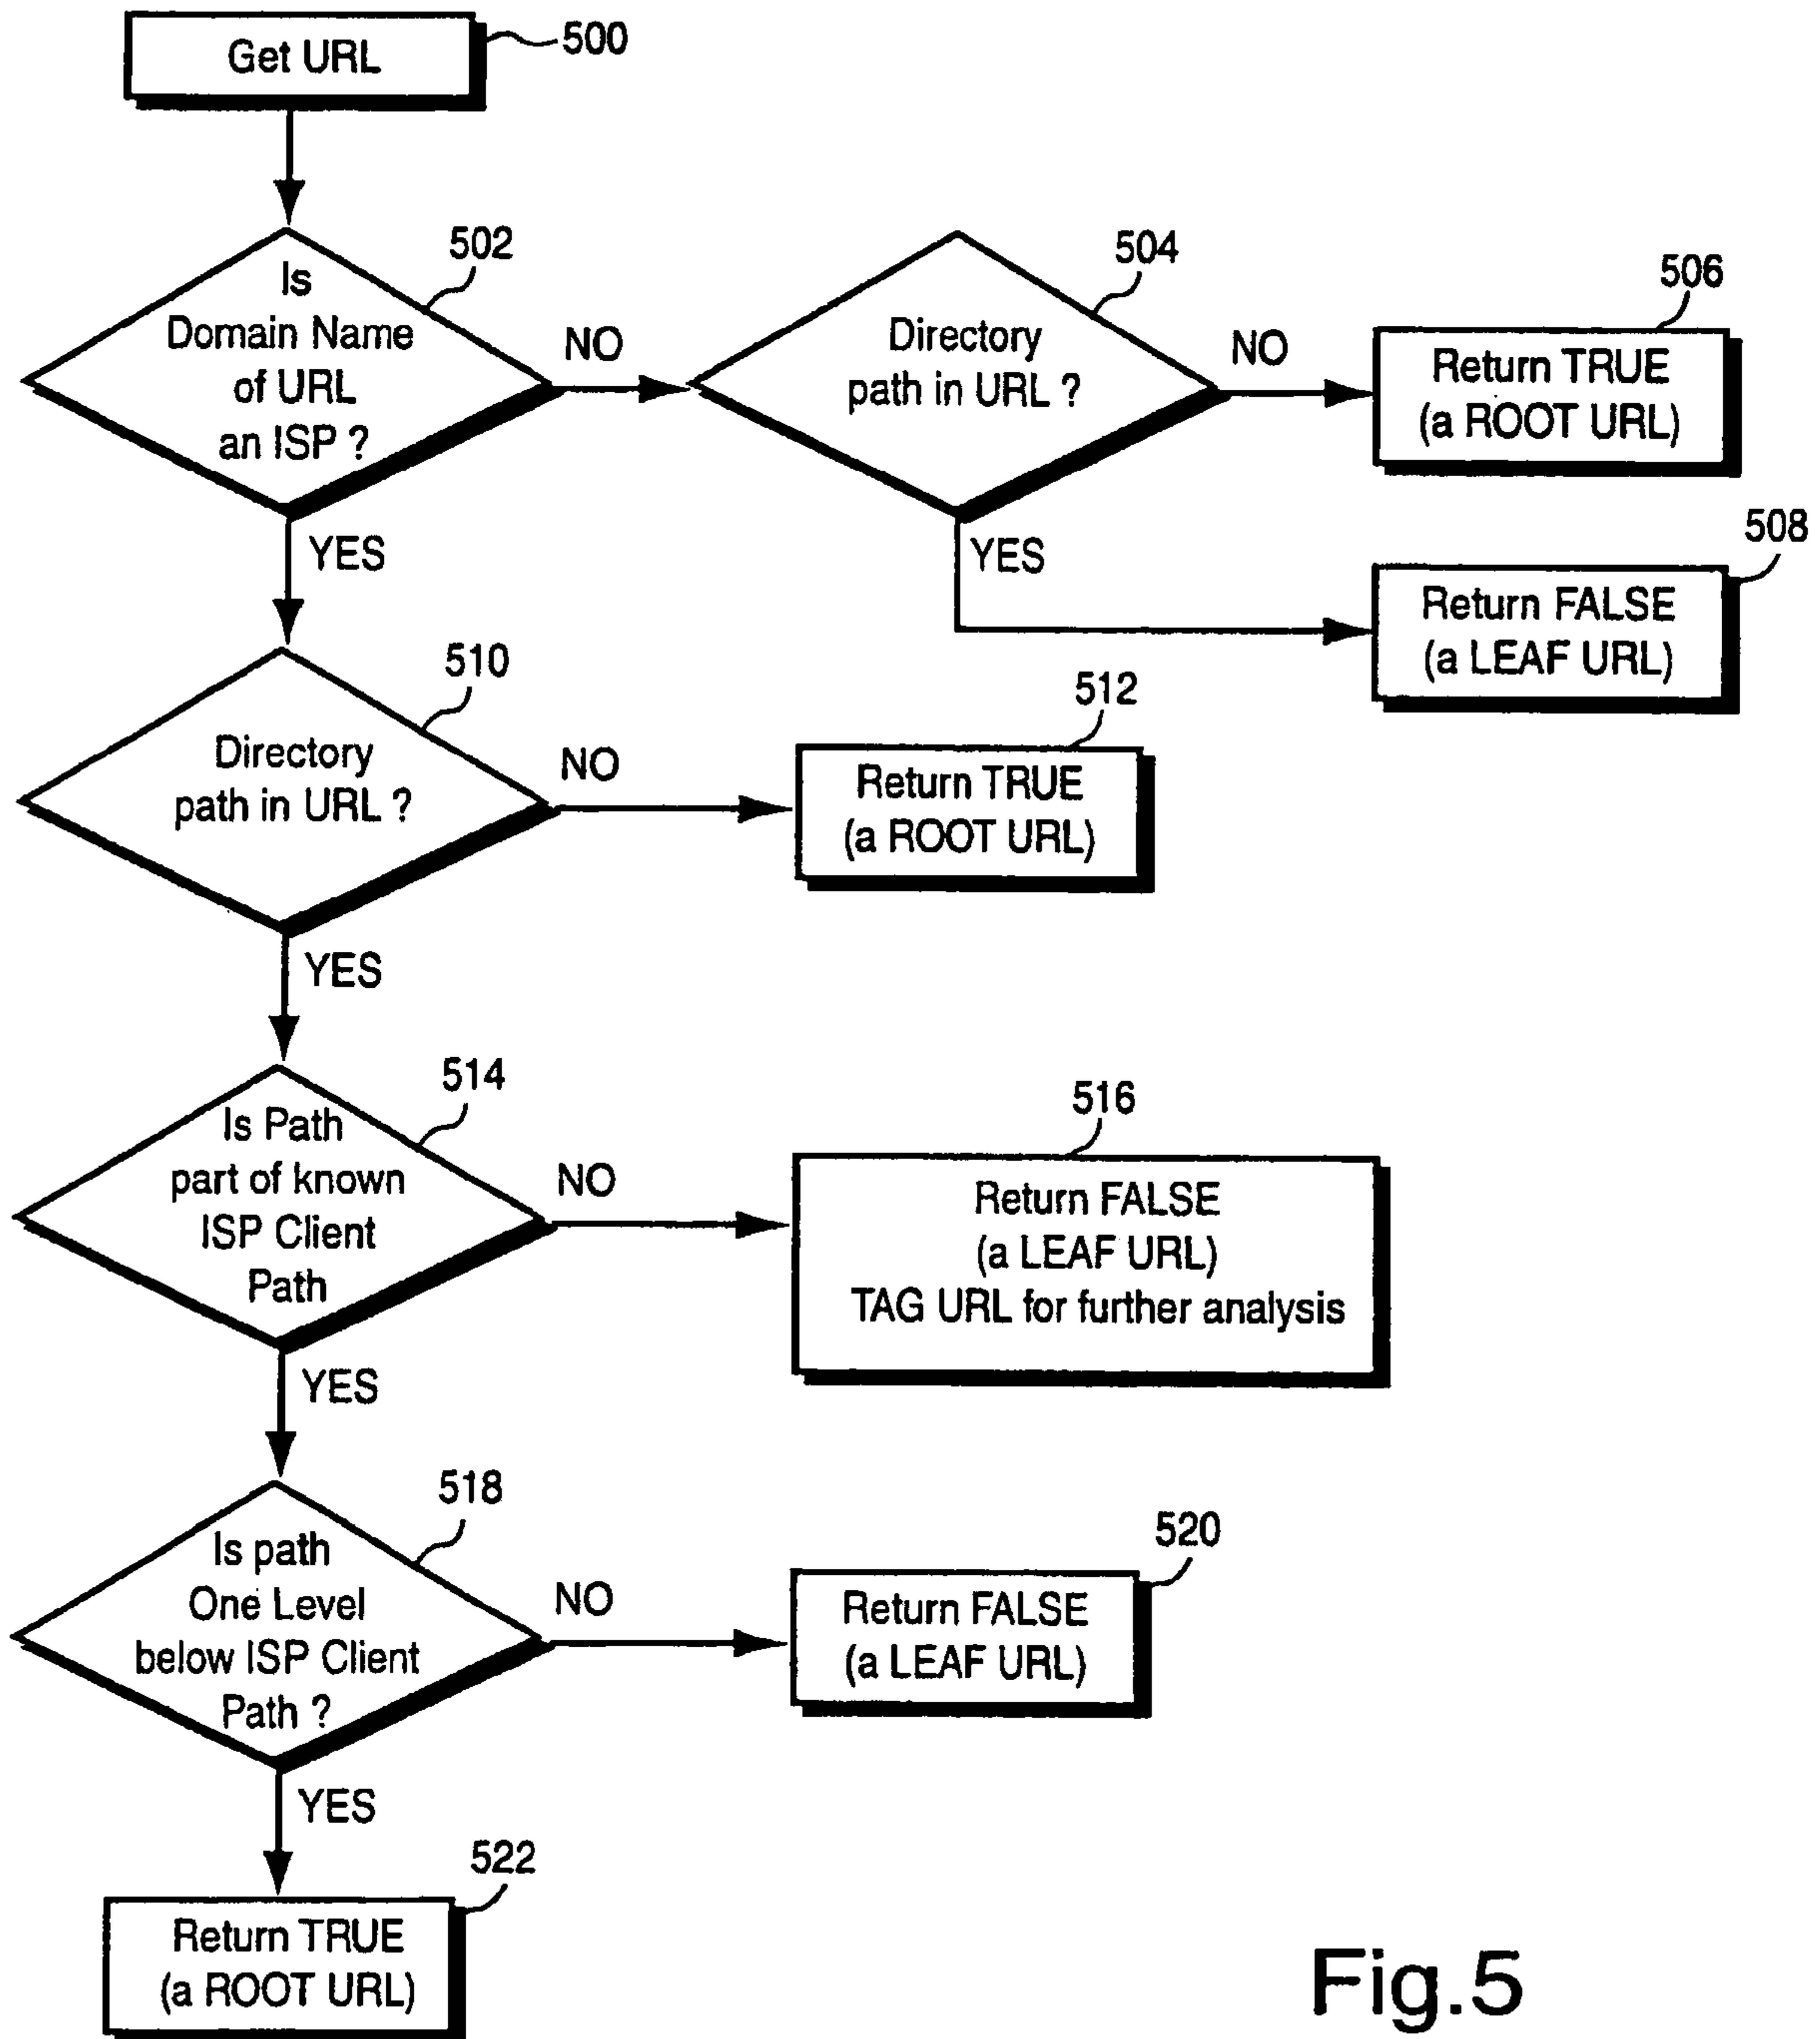 Get URL
500
Is
Domain Name
of URL
an ISP ?
502
NO
Directory
path in URL ?
504
NO
Return TRUE
(a ROOT URL)
506
YES
YES
Return FALSE
(a LEAF URL)
508
Directory
path in URL ?
510
NO
Return TRUE
(a ROOT URL)
512
YES
Is Path
part of known
ISP Client
Path
514
NO
Return FALSE
(a LEAF URL)
TAG URL for further analysis
516
YES
Is path
One Level
below ISP Client
Path ?
518
NO
Return FALSE
(a LEAF URL)
520
YES
Return TRUE
(a ROOT URL)
522
Fig.5